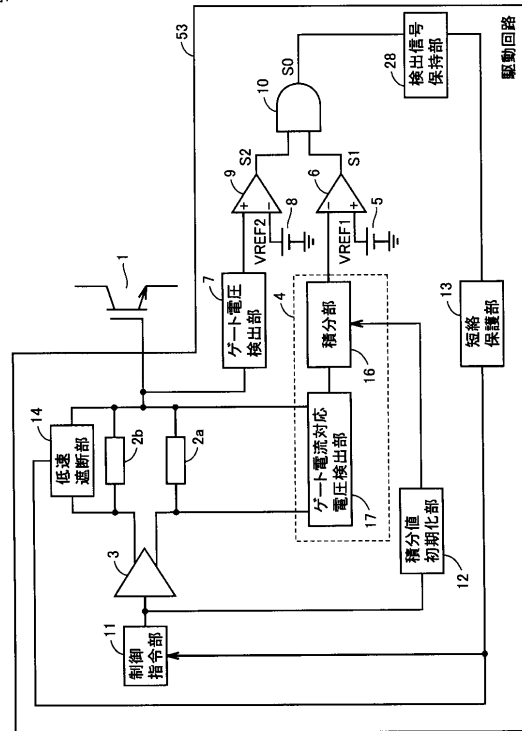 53
駆動回路
検出信号
保持部
28
S0
10
S2
S1
9
+
-
VREF2
8
6
-
+
VREF1
5
1
7
ゲート電圧
検出部
4
積分部
16
ゲート電流対応
電圧検出部
17
13
短絡
保護部
14
低速
遮断部
2b
2a
3
11
制御
指令部
積分値
初期化部
12